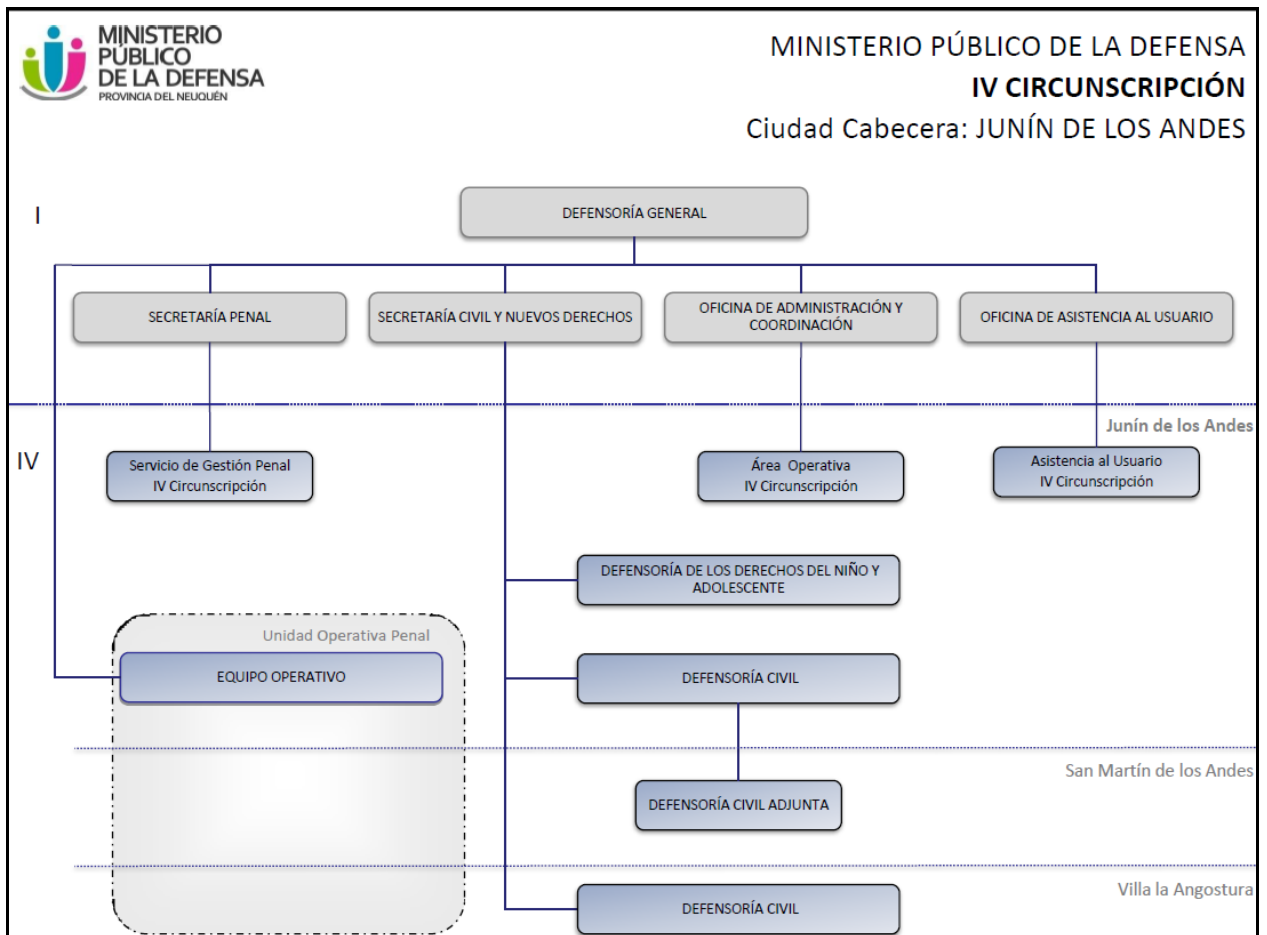 MINISTERIO
PÚBLICO
DE LA DEFENSA
PROVINCIA DEL NEUQUÉN
MINISTERIO PÚBLICO DE LA DEFENSA
IV CIRCUNSCRIPCIÓN
Ciudad Cabecera: JUNÍN DE LOS ANDES
I
DEFENSORÍA GENERAL
SECRETARÍA PENAL
SECRETARÍA CIVIL Y NUEVOS DERECHOS
OFICINA DE ADMINISTRACIÓN Y
COORDINACIÓN
OFICINA DE ASISTENCIA AL USUARIO
Junín de los Andes
IV
Servicio de Gestión Penal
IV Circunscripción
Área Operativa
IV Circunscripción
Asistencia al Usuario
IV Circunscripción
DEFENSORÍA DE LOS DERECHOS DEL NIÑO Y
ADOLESCENTE
Unidad Operativa Penal
EQUIPO OPERATIVO
DEFENSORÍA CIVIL
San Martín de los Andes
DEFENSORÍA CIVIL ADJUNTA
Villa la Angostura
DEFENSORÍA CIVIL